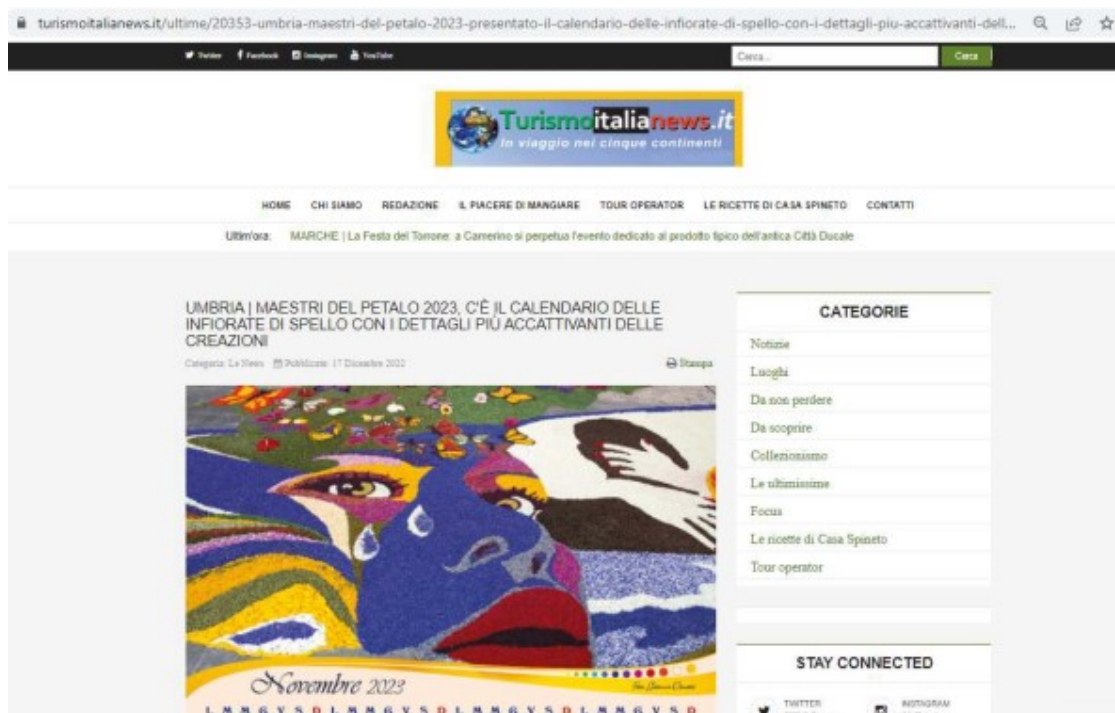 turismoitalianews.it/ultime/20353-umbria-maestri-del-petalo-2023-presentato-il-calendario-delle-infiorate-di-spello-con-i-dettagli-piu-accattivanti-dell...
Twitter Facebook Instagram YouTube
Cerca... Cerca
Turismoitalianews.it
In viaggio nei cinque continenti
HOME CHI SIAMO REDAZIONE IL PIACERE DI MANGIARE TOUR OPERATOR LE RICETTE DI CASA SPINETO CONTATTI
Ultim'ora: MARCHE | La Festa del Torrone: a Camerino si perpetua l'evento dedicato al prodotto tipico dell'antica Città Ducale
UMBRIA | MAESTRI DEL PETALO 2023, C'È IL CALENDARIO DELLE
INFIORATE DI SPELLO CON I DETTAGLI PIÙ ACCATTIVANTI DELLE
CREAZIONI
Categoria: Le News Pubblicato: 17 Dicembre 2022
Stampa
Novembre 2023
L M M G V S D L M M G V S D L M M G V S D L M M G V S D
CATEGORIE
Notizie
Luoghi
Da non perdere
Da scoprire
Collezionismo
Le ultimissime
Focus
Le ricette di Casa Spineto
Tour operator
STAY CONNECTED
TWITTER INSTAGRAM